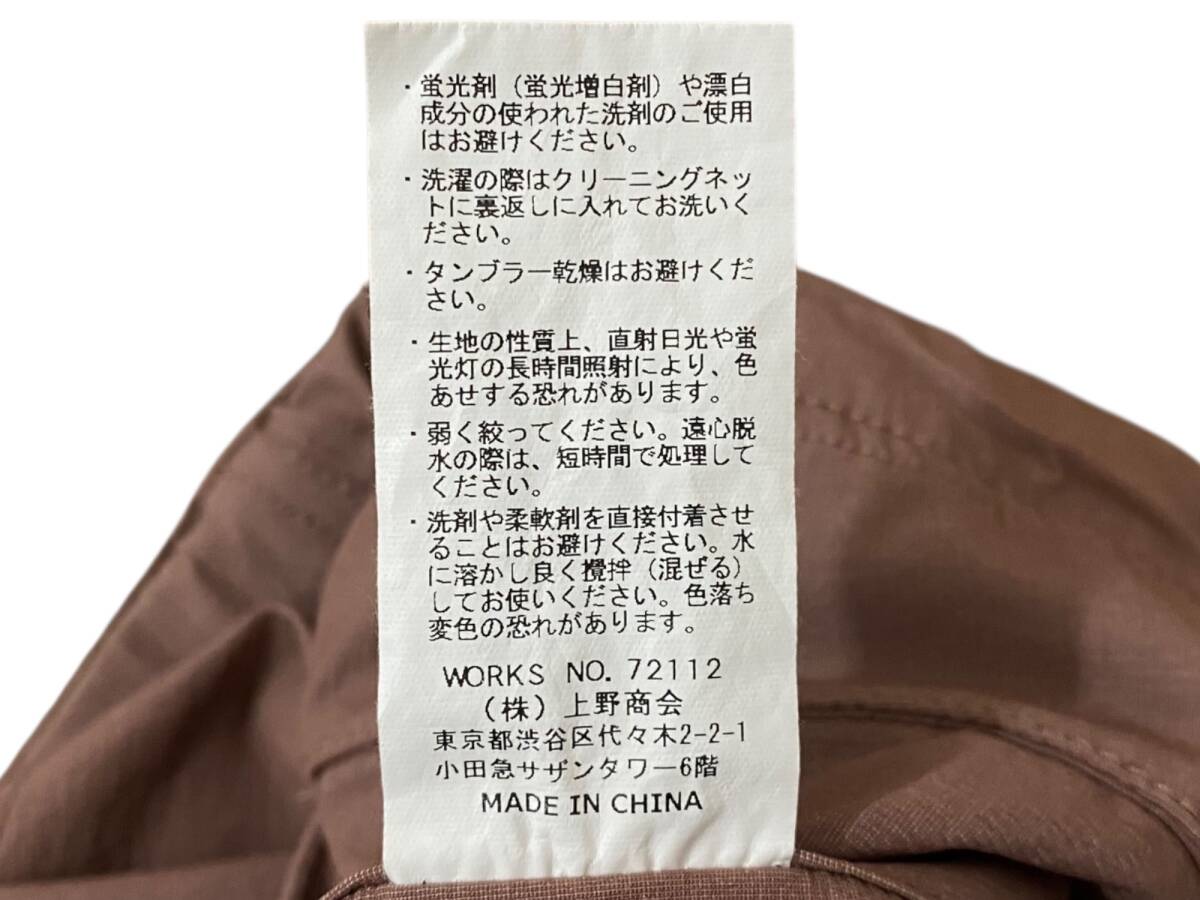 ・蛍光剤（蛍光増白剤）や漂白
成分の使われた洗剤のご使用
はお避けください。
・洗濯の際はクリーニングネッ
トに裏返しに入れてお洗いく
ださい。
・タンブラー乾燥はお避けくだ
さい。
・生地の性質上、直射日光や蛍
光灯の長時間照射により、色
あせする恐れがあります。
・弱く絞ってください。遠心脱
水の際は、短時間で処理して
ください。
・洗剤や柔軟剤を直接付着させ
ることはお避けください。水
に溶かし良く攪拌（混ぜる）
してお使いください。色落ち
変色の恐れがあります。
WORKS NO. 72112
（株）上野商会
東京都渋谷区代々木2-2-1
小田急サザンタワー6階
MADE IN CHINA